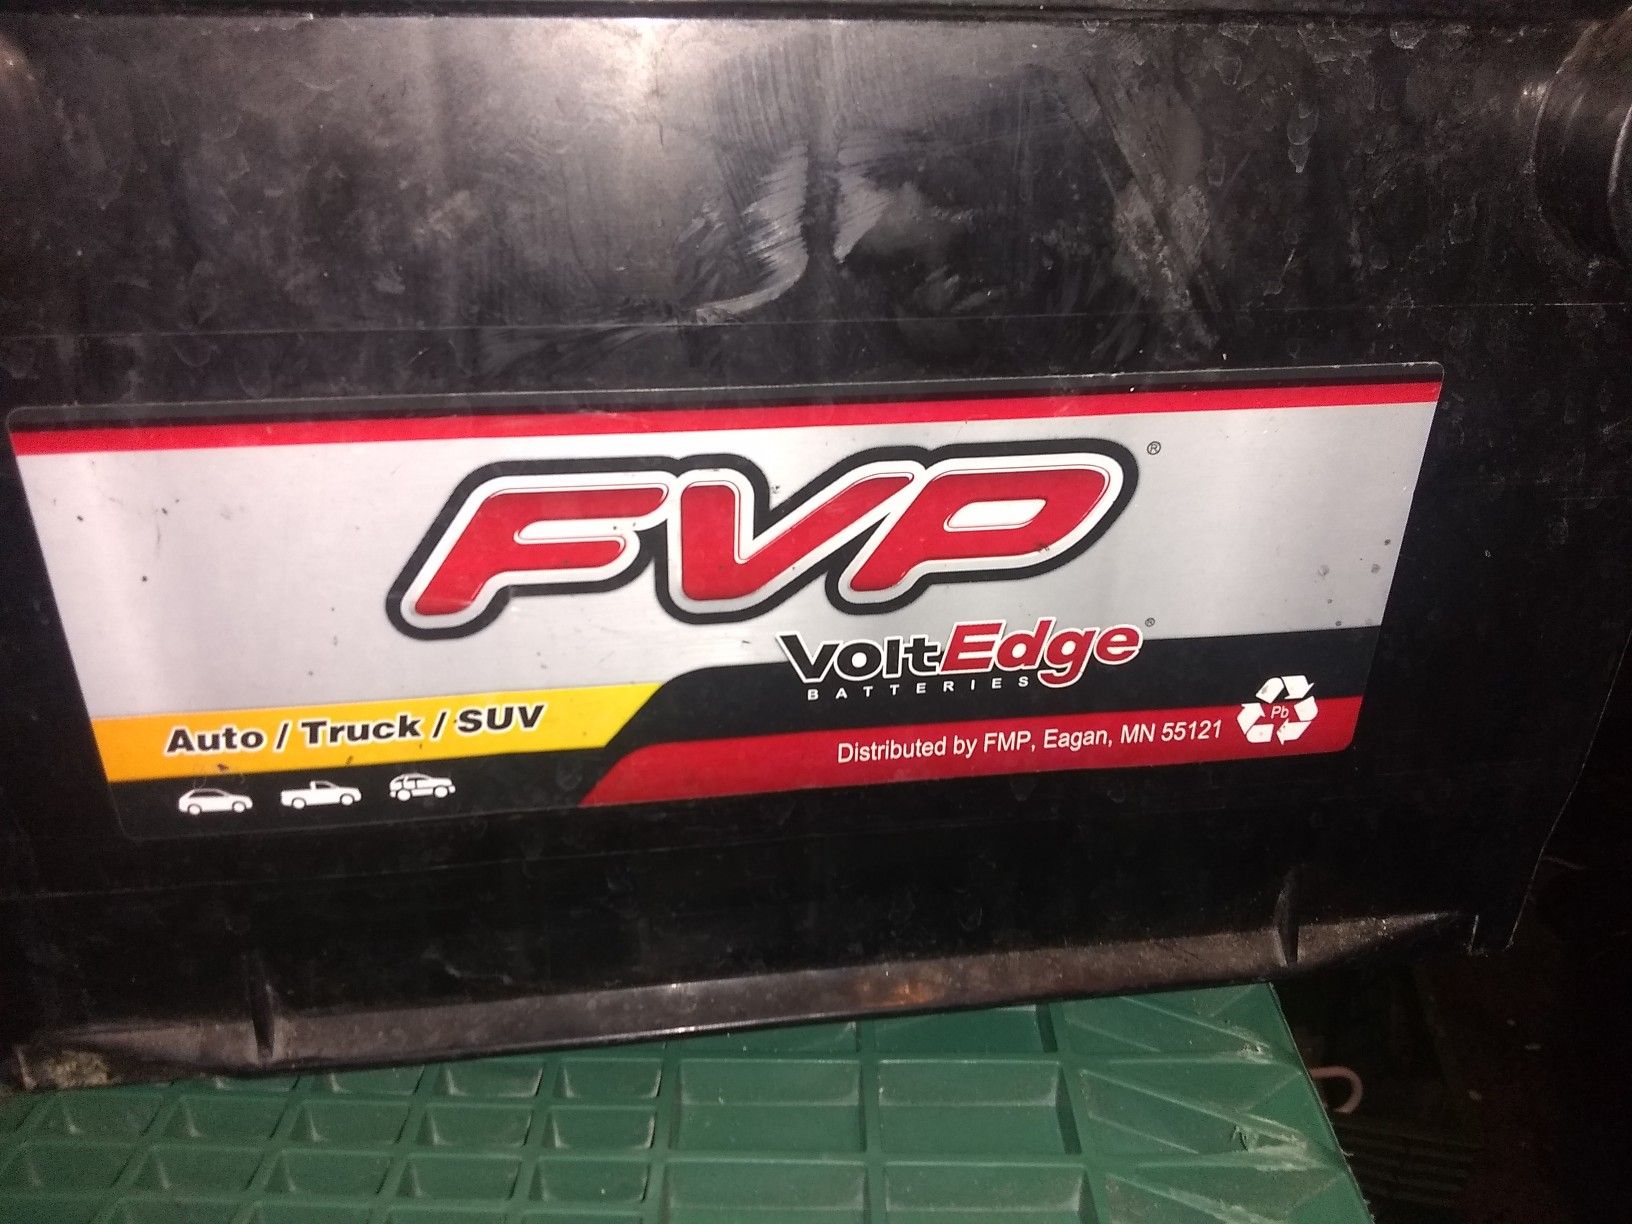 FVP®
VoltEdge®
BATTERIES
Auto / Truck / SUV
Distributed by FMP, Eagan, MN 55121
Pb